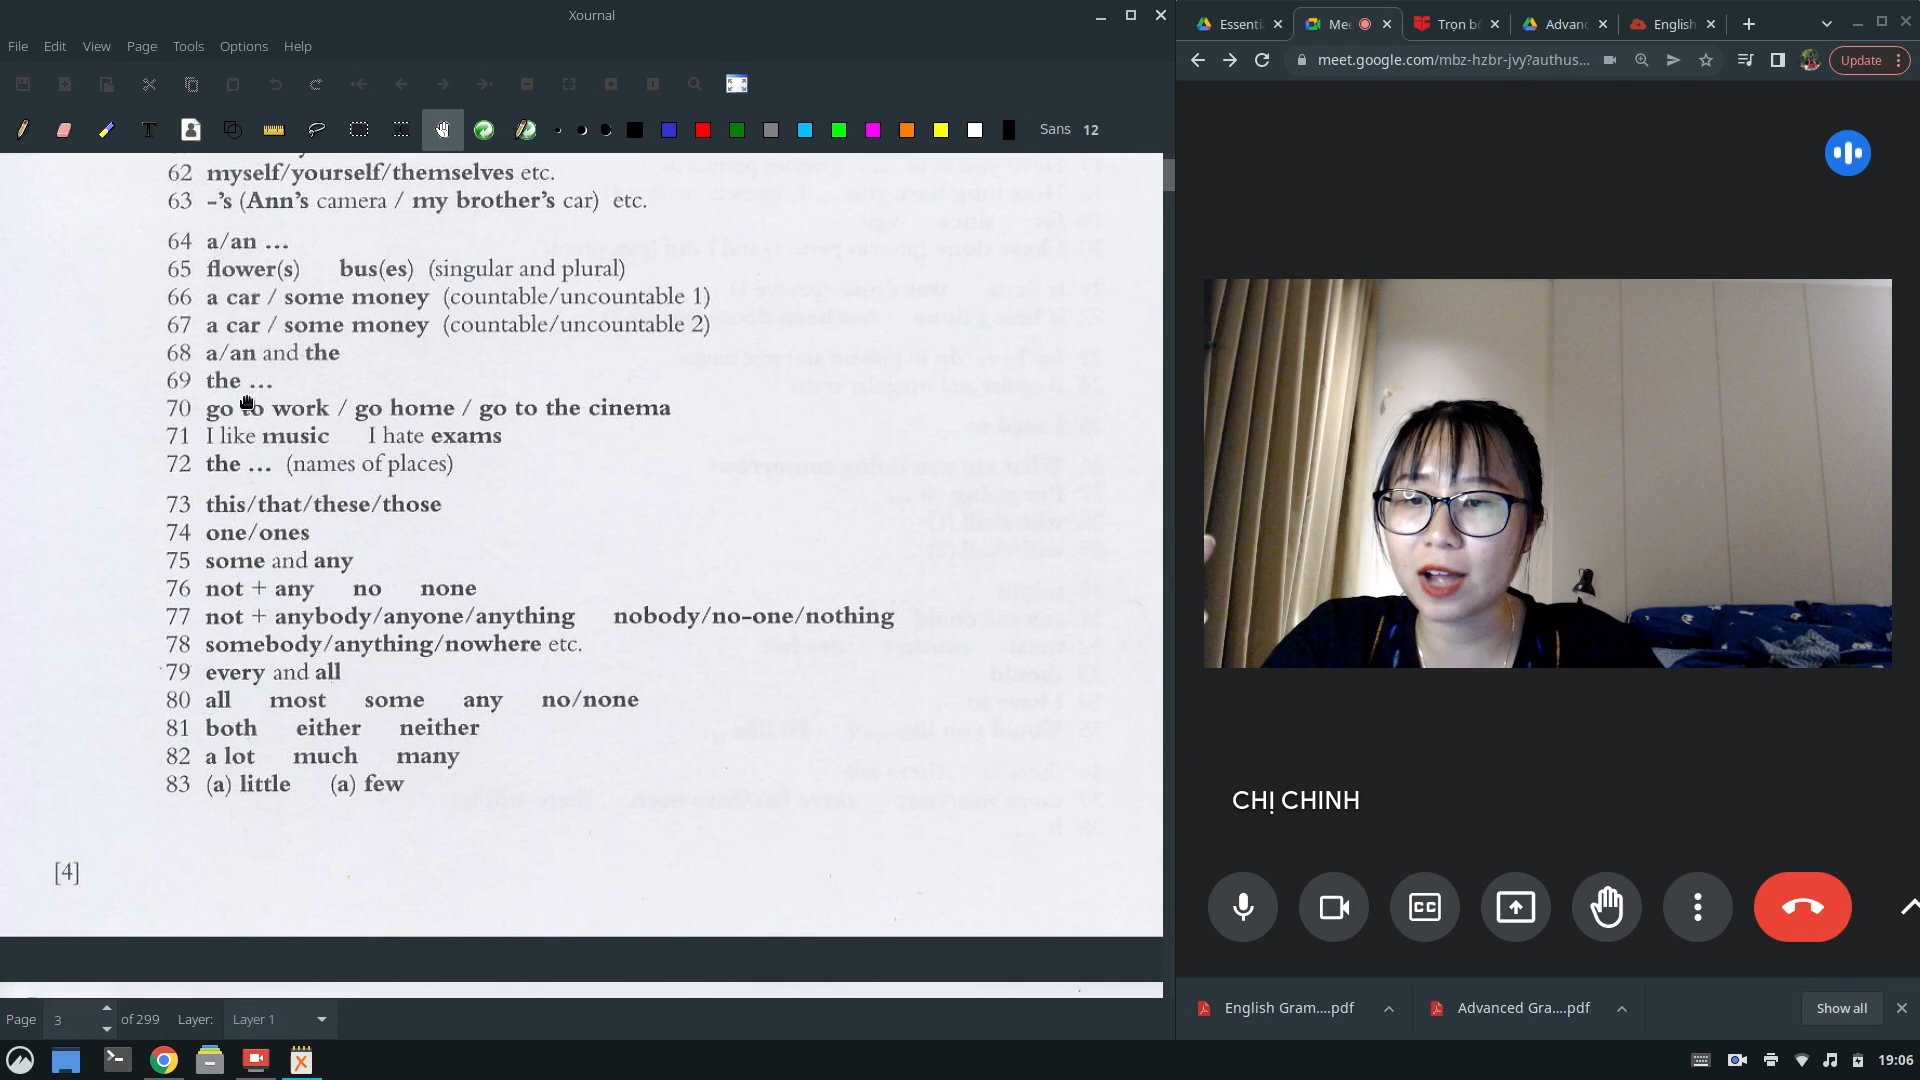 Xournal
File Edit View Page Tools Options Help
Sans 12
62 myself/yourself/themselves etc.
63 -'s (Ann's camera / my brother's car) etc.
64 a/an ...
65 flower(s) bus(es) (singular and plural)
66 a car / some money (countable/uncountable 1)
67 a car / some money (countable/uncountable 2)
68 a/an and the
69 the ...
70 go to work / go home / go to the cinema
71 I like music I hate exams
72 the ... (names of places)
73 this/that/these/those
74 one/ones
75 some and any
76 not + any no none
77 not + anybody/anyone/anything nobody/no-one/nothing
78 somebody/anything/nowhere etc.
79 every and all
80 all most some any no/none
81 both either neither
82 a lot much many
83 (a) little (a) few
[4]
Page 3 of 299 Layer: Layer 1
Essenti Mee Trọn bộ Advanc English
meet.google.com/mbz-hzbr-jvy?authus... Update
CHỊ CHINH
CC
English Gram....pdf Advanced Gra....pdf Show all
19:06